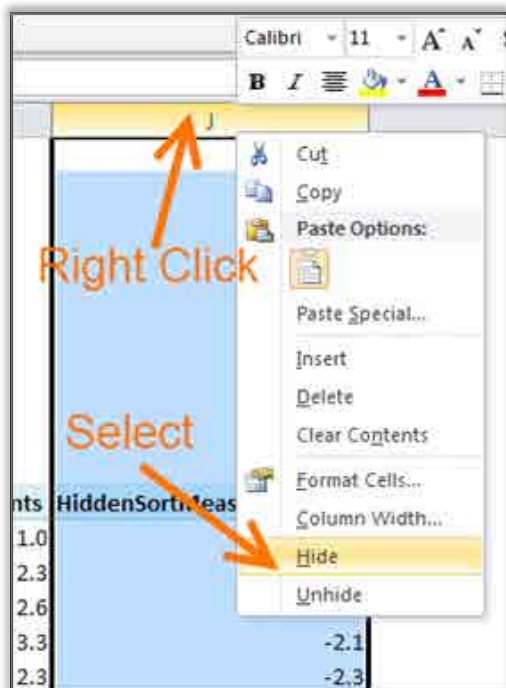 Calibri 11 A A
B I A
J
Cut
Copy
Right Click
Paste Options:
Paste Special...
Insert
Delete
Select
Clear Contents
Format Cells...
nts HiddenSortMeas
Column Width...
1.0
Hide
2.3
Unhide
2.6
3.3 -2.1
2.3 -2.3